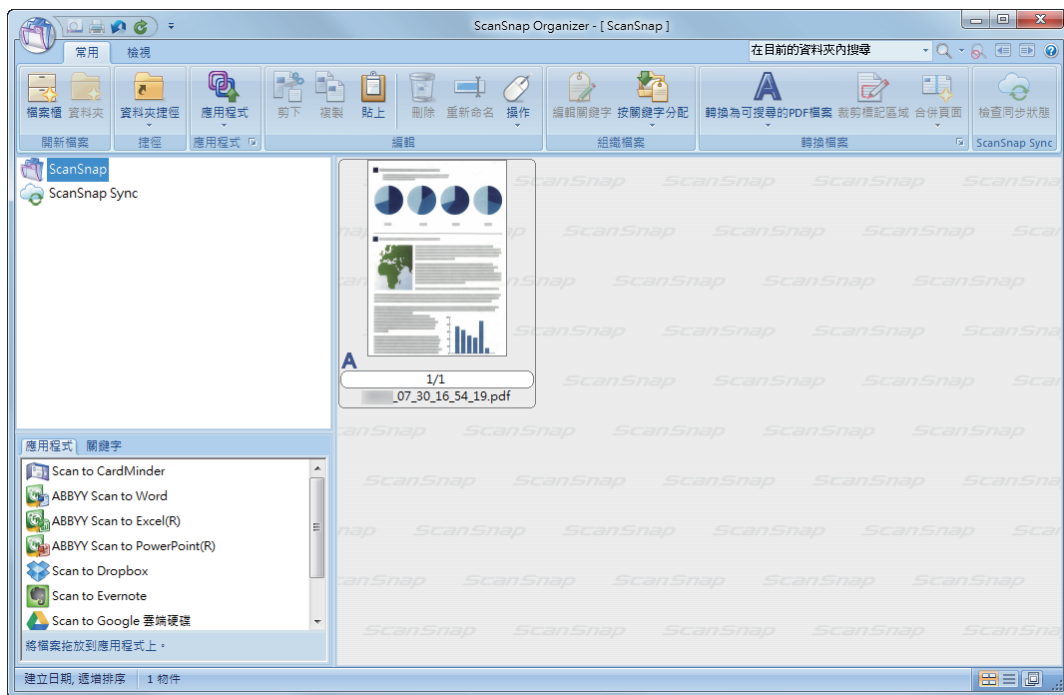 ScanSnap Organizer - [ ScanSnap ]
常用 檢視
在目前的資料夾內搜尋
檔案櫃 資料夾 資料夾捷徑 應用程式 剪下 複製 貼上 刪除 重新命名 操作 編輯關鍵字 按關鍵字分配 轉換為可搜尋的PDF檔案 裁剪標記區域 合併頁面 檢查同步狀態
開新檔案 捷徑 應用程式 編輯 組織檔案 轉換檔案 ScanSnap Sync
ScanSnap
ScanSnap Sync
A
1/1
_07_30_16_54_19.pdf
應用程式 關鍵字
Scan to CardMinder
ABBYY Scan to Word
ABBYY Scan to Excel(R)
ABBYY Scan to PowerPoint(R)
Scan to Dropbox
Scan to Evernote
Scan to Google 雲端硬碟
將檔案拖放到應用程式上。
建立日期, 遞增排序 1 物件